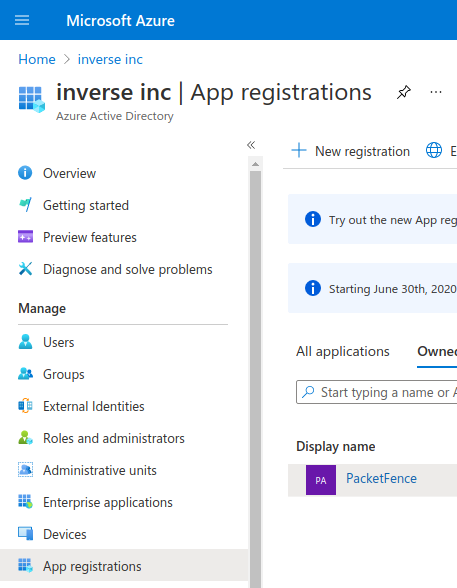 Microsoft Azure
Home > inverse inc
inverse inc | App registrations
Azure Active Directory
«
Overview
Getting started
Preview features
Diagnose and solve problems
Manage
Users
Groups
External Identities
Roles and administrators
Administrative units
Enterprise applications
Devices
App registrations
New registration
E
Try out the new App reg
Starting June 30th, 2020
All applications
Owned
Start typing a name or A
Display name
PA
PacketFence